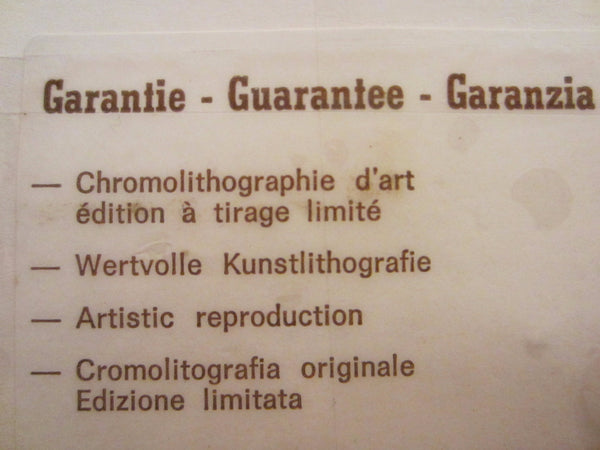 Garantie - Guarantee - Garanzia
— Chromolithographie d'art
édition à tirage limité
— Wertvolle Kunstlithografie
— Artistic reproduction
— Cromolitografia originale
Edizione limitata